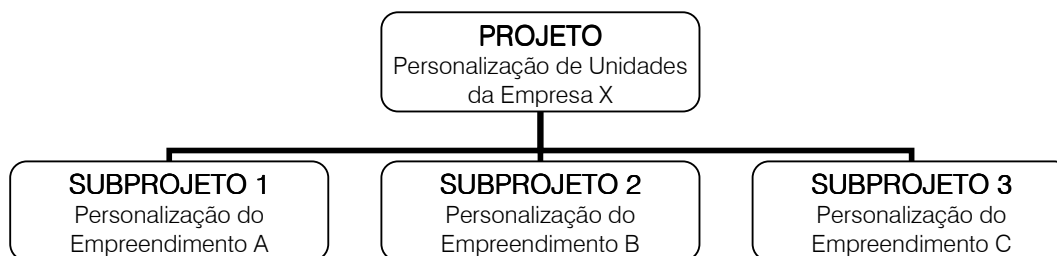 PROJETO
Personalização de Unidades
da Empresa X
SUBPROJETO 1
Personalização do
Empreendimento A
SUBPROJETO 2
Personalização do
Empreendimento B
SUBPROJETO 3
Personalização do
Empreendimento C